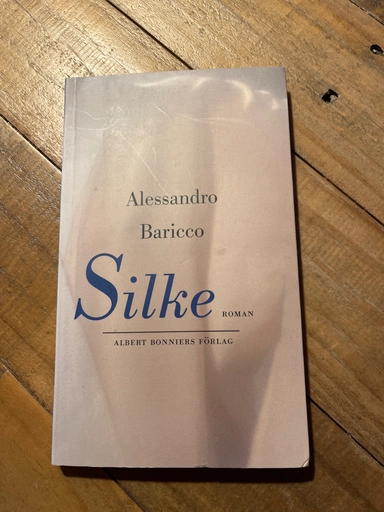 Alessandro
Baricco
Silke ROMAN
ALBERT BONNIERS FÖRLAG